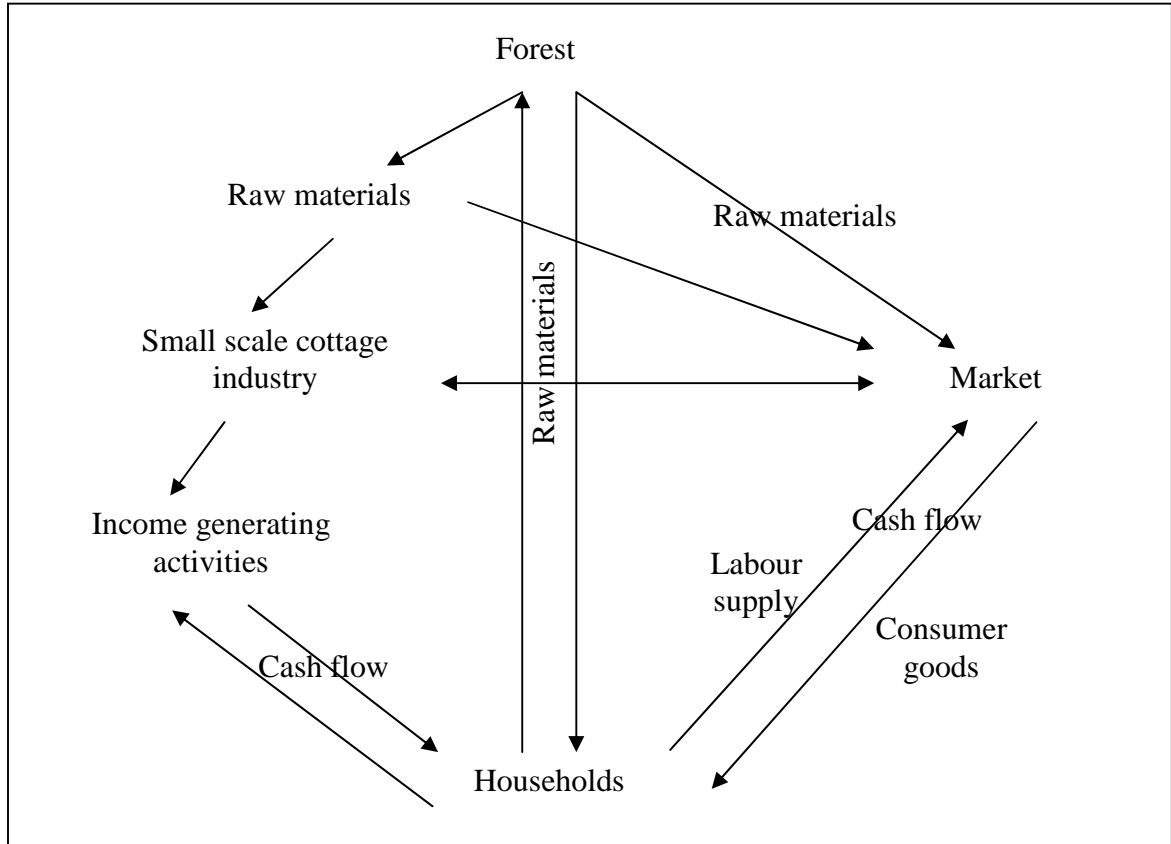 Forest
Raw materials
Raw materials
Raw materials
Small scale cottage
industry
Market
Income generating
activities
Cash flow
Labour
supply
Consumer
goods
Cash flow
Households